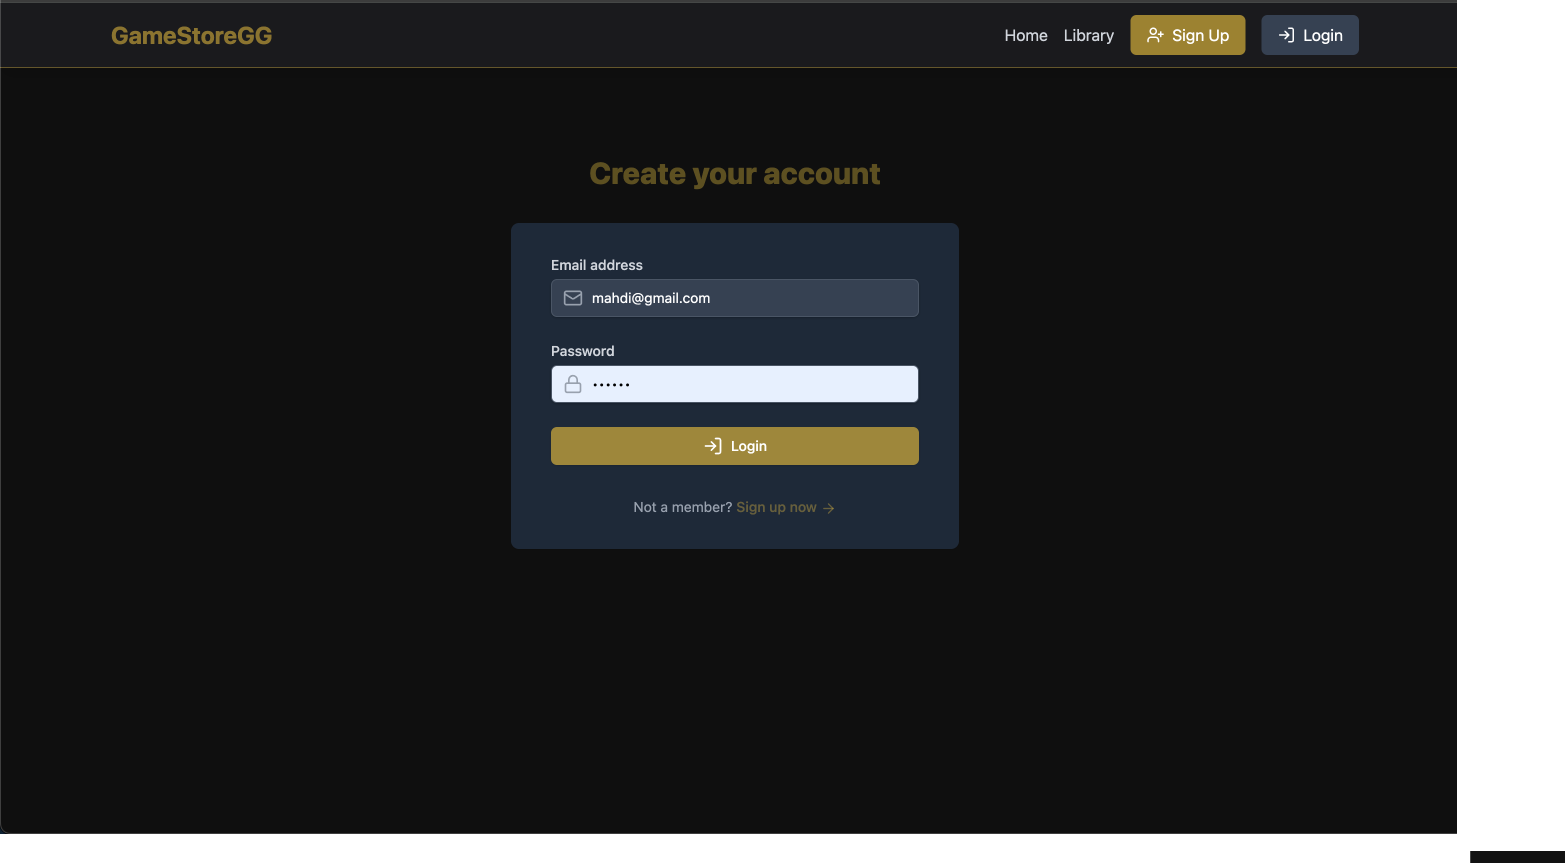 GameStoreGG
Home Library Sign Up Login
Create your account
Email address
mahdi@gmail.com
Password
••••••
Login
Not a member? Sign up now →